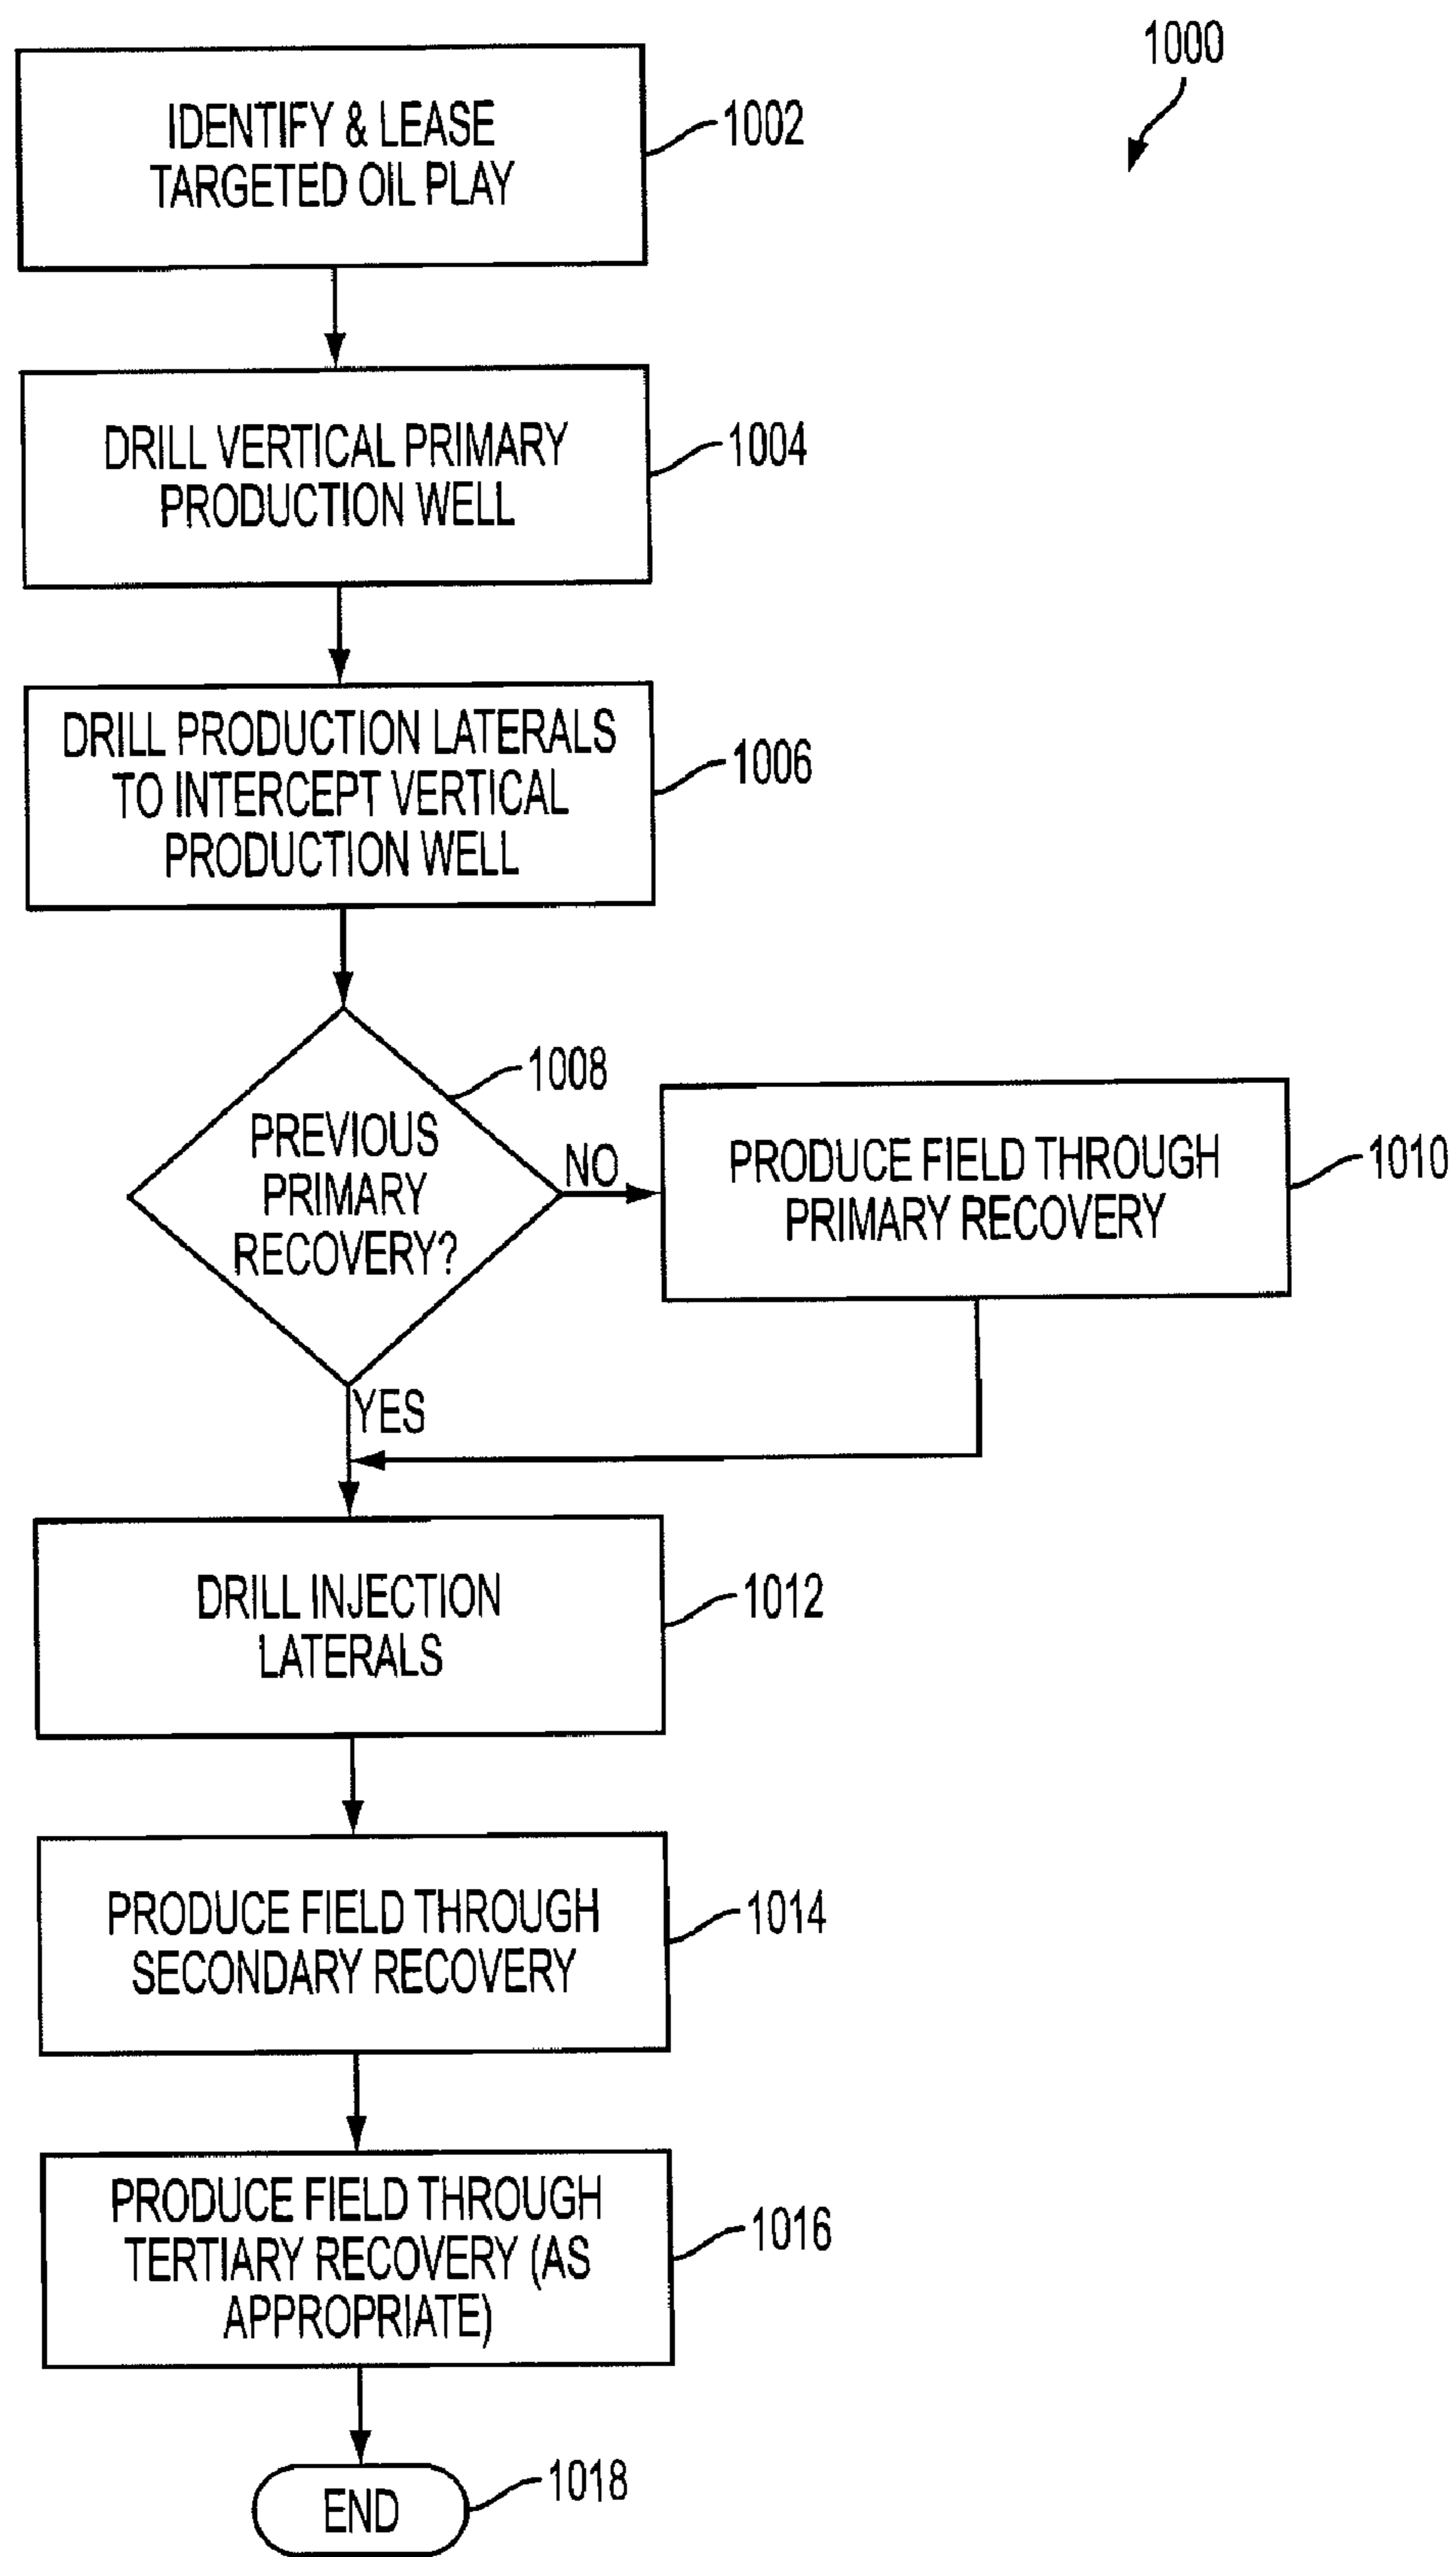 1000
IDENTIFY & LEASE
TARGETED OIL PLAY
1002
DRILL VERTICAL PRIMARY
PRODUCTION WELL
1004
DRILL PRODUCTION LATERALS
TO INTERCEPT VERTICAL
PRODUCTION WELL
1006
PREVIOUS
PRIMARY
RECOVERY?
1008
NO
PRODUCE FIELD THROUGH
PRIMARY RECOVERY
1010
YES
DRILL INJECTION
LATERALS
1012
PRODUCE FIELD THROUGH
SECONDARY RECOVERY
1014
PRODUCE FIELD THROUGH
TERTIARY RECOVERY (AS
APPROPRIATE)
1016
END
1018